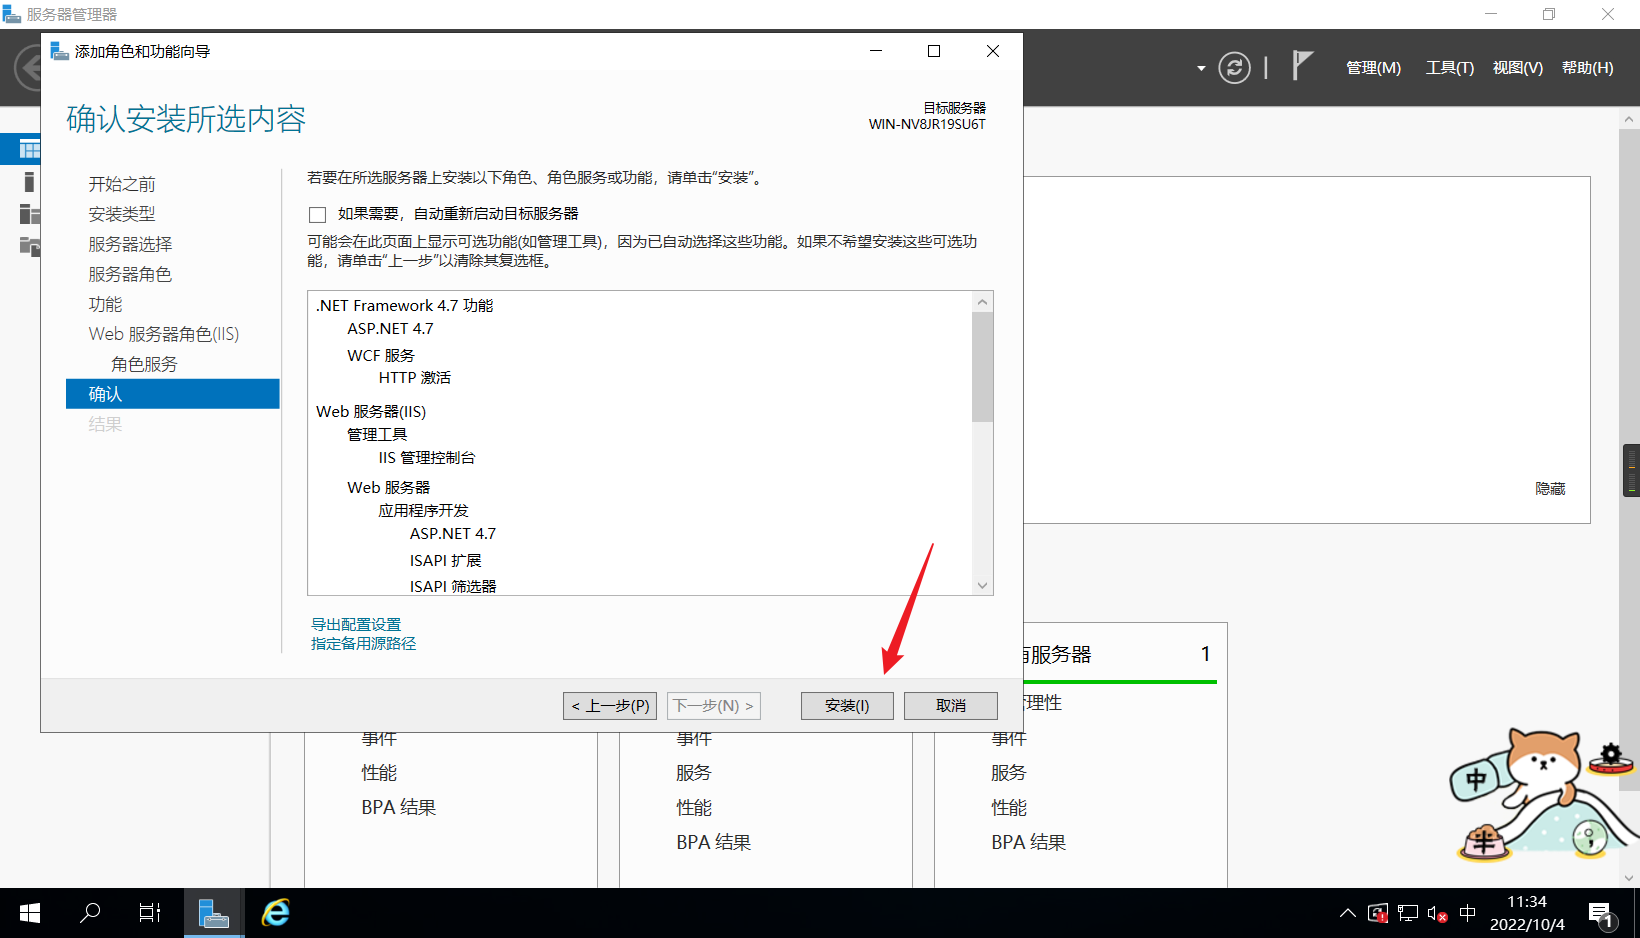 服务器管理器
管理(M) 工具(T) 视图(V) 帮助(H)
添加角色和功能向导
确认安装所选内容
目标服务器
WIN-NV8JR19SU6T
开始之前
安装类型
服务器选择
服务器角色
功能
Web 服务器角色(IIS)
角色服务
确认
结果
若要在所选服务器上安装以下角色、角色服务或功能，请单击“安装”。
如果需要，自动重新启动目标服务器
可能会在此页面上显示可选功能(如管理工具)，因为已自动选择这些功能。如果不希望安装这些可选功
能，请单击“上一步”以清除其复选框。
.NET Framework 4.7 功能
ASP.NET 4.7
WCF 服务
HTTP 激活
Web 服务器(IIS)
管理工具
IIS 管理控制台
Web 服务器
应用程序开发
ASP.NET 4.7
ISAPI 扩展
ISAPI 筛选器
导出配置设置
指定备用源路径
< 上一步(P) 下一步(N) > 安装(I) 取消
隐藏
有服务器 1
管理性
事件
性能
BPA 结果
事件
服务
性能
BPA 结果
事件
服务
性能
BPA 结果
中
半
中
11:34
2022/10/4
1